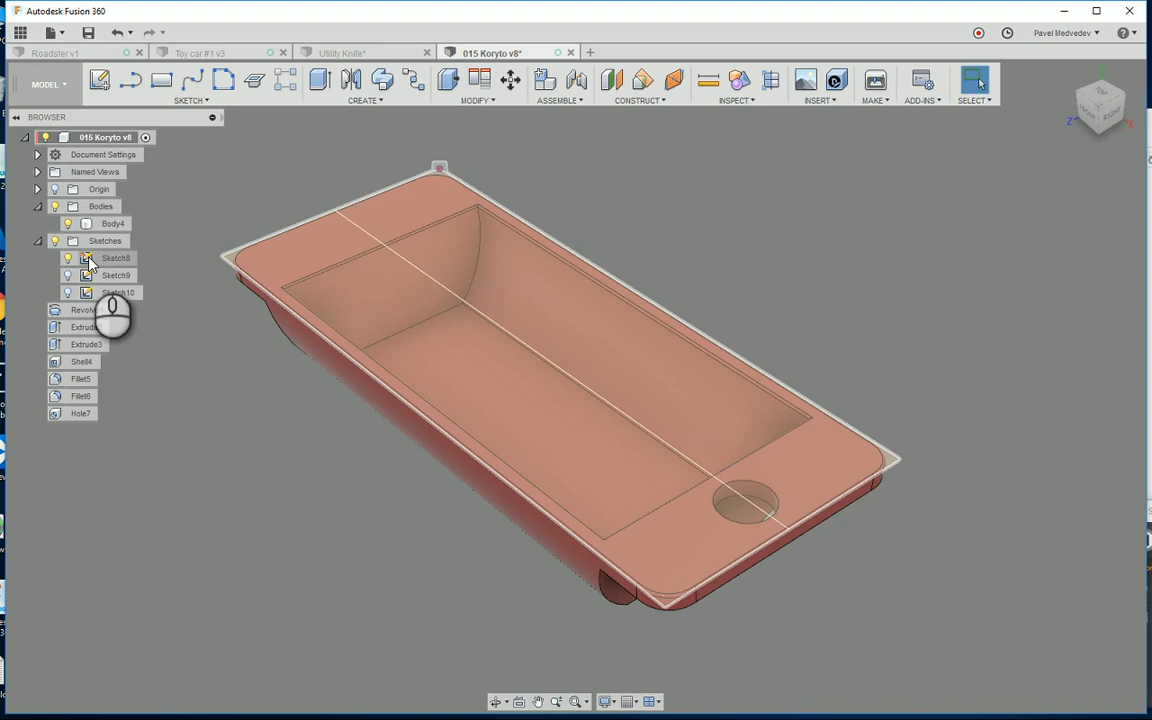 Autodesk Fusion 360
Pavel Medvedev
Roadster v1
Toy car #1 v3
Utility Knife*
015 Koryto v8*
MODEL
SKETCH
CREATE
MODIFY
ASSEMBLE
CONSTRUCT
INSPECT
INSERT
MAKE
ADD-INS
SELECT
BROWSER
015 Koryto v8
Document Settings
Named Views
Origin
Bodies
Body4
Sketches
Sketch8
Sketch9
Sketch10
Extrude3
Shell4
Fillet5
Fillet6
Hole7
Z
X